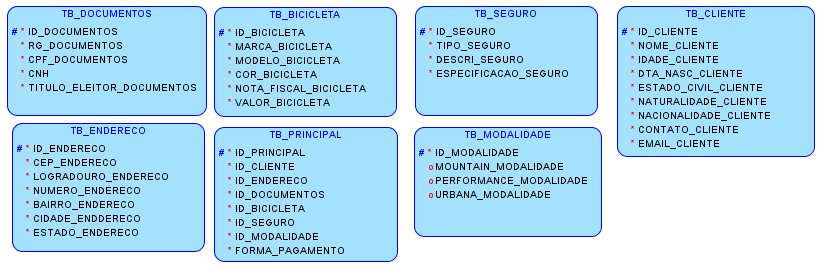 TB_DOCUMENTOS
# * ID_DOCUMENTOS
* RG_DOCUMENTOS
* CPF_DOCUMENTOS
* CNH
* TITULO_ELEITOR_DOCUMENTOS
TB_BICICLETA
# * ID_BICICLETA
* MARCA_BICICLETA
* MODELO_BICICLETA
* COR_BICICLETA
* NOTA_FISCAL_BICICLETA
* VALOR_BICICLETA
TB_SEGURO
# * ID_SEGURO
* TIPO_SEGURO
* DESCRI_SEGURO
* ESPECIFICACAO_SEGURO
TB_CLIENTE
# * ID_CLIENTE
* NOME_CLIENTE
* IDADE_CLIENTE
* DTA_NASC_CLIENTE
* ESTADO_CIVIL_CLIENTE
* NATURALIDADE_CLIENTE
* NACIONALIDADE_CLIENTE
* CONTATO_CLIENTE
* EMAIL_CLIENTE
TB_ENDERECO
# * ID_ENDERECO
* CEP_ENDERECO
* LOGRADOURO_ENDERECO
* NUMERO_ENDERECO
* BAIRRO_ENDERECO
* CIDADE_ENDDERECO
* ESTADO_ENDERECO
TB_PRINCIPAL
# * ID_PRINCIPAL
* ID_CLIENTE
* ID_ENDERECO
* ID_DOCUMENTOS
* ID_BICICLETA
* ID_SEGURO
* ID_MODALIDADE
* FORMA_PAGAMENTO
TB_MODALIDADE
# * ID_MODALIDADE
o MOUNTAIN_MODALIDADE
o PERFORMANCE_MODALIDADE
o URBANA_MODALIDADE